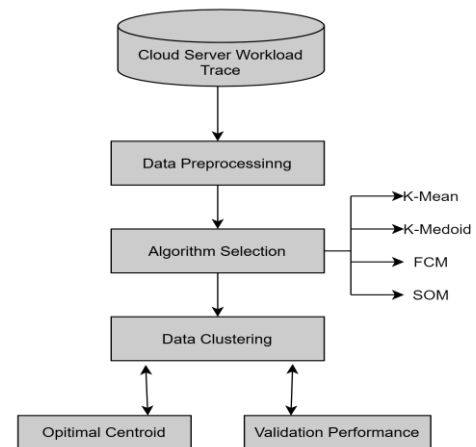 Cloud Server Workload
Trace
Data Preprocessinng
Algorithm Selection
K-Mean
K-Medoid
FCM
SOM
Data Clustering
Opitimal Centroid
Validation Performance